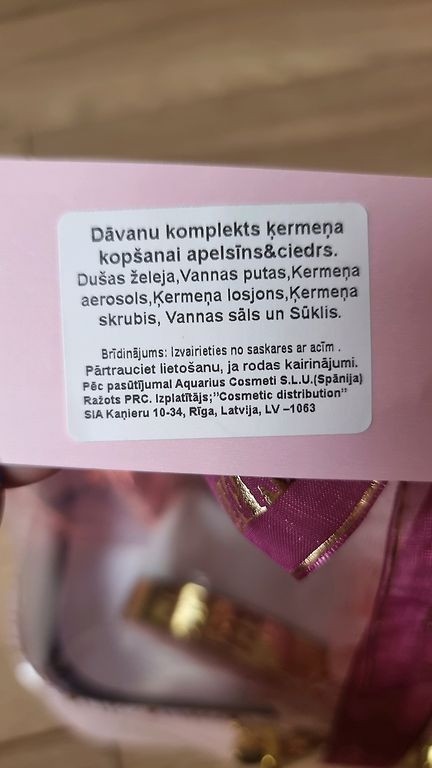 Dāvanu komplekts ķermeņa
kopšanai apelsīns&ciedrs.
Dušas želeja,Vannas putas,Ķermeņa
aerosols,Ķermeņa losjons,Ķermeņa
skrubis, Vannas sāls un Sūklis.
Brīdinājums: Izvairieties no saskares ar acīm .
Pārtrauciet lietošanu, ja rodas kairinājumi.
Pēc pasūtījumal Aquarius Cosmeti S.L.U.(Spānija)
Ražots PRC. Izplatītājs;"Cosmetic distribution"
SIA Kaņieru 10-34, Rīga, Latvija, LV –1063